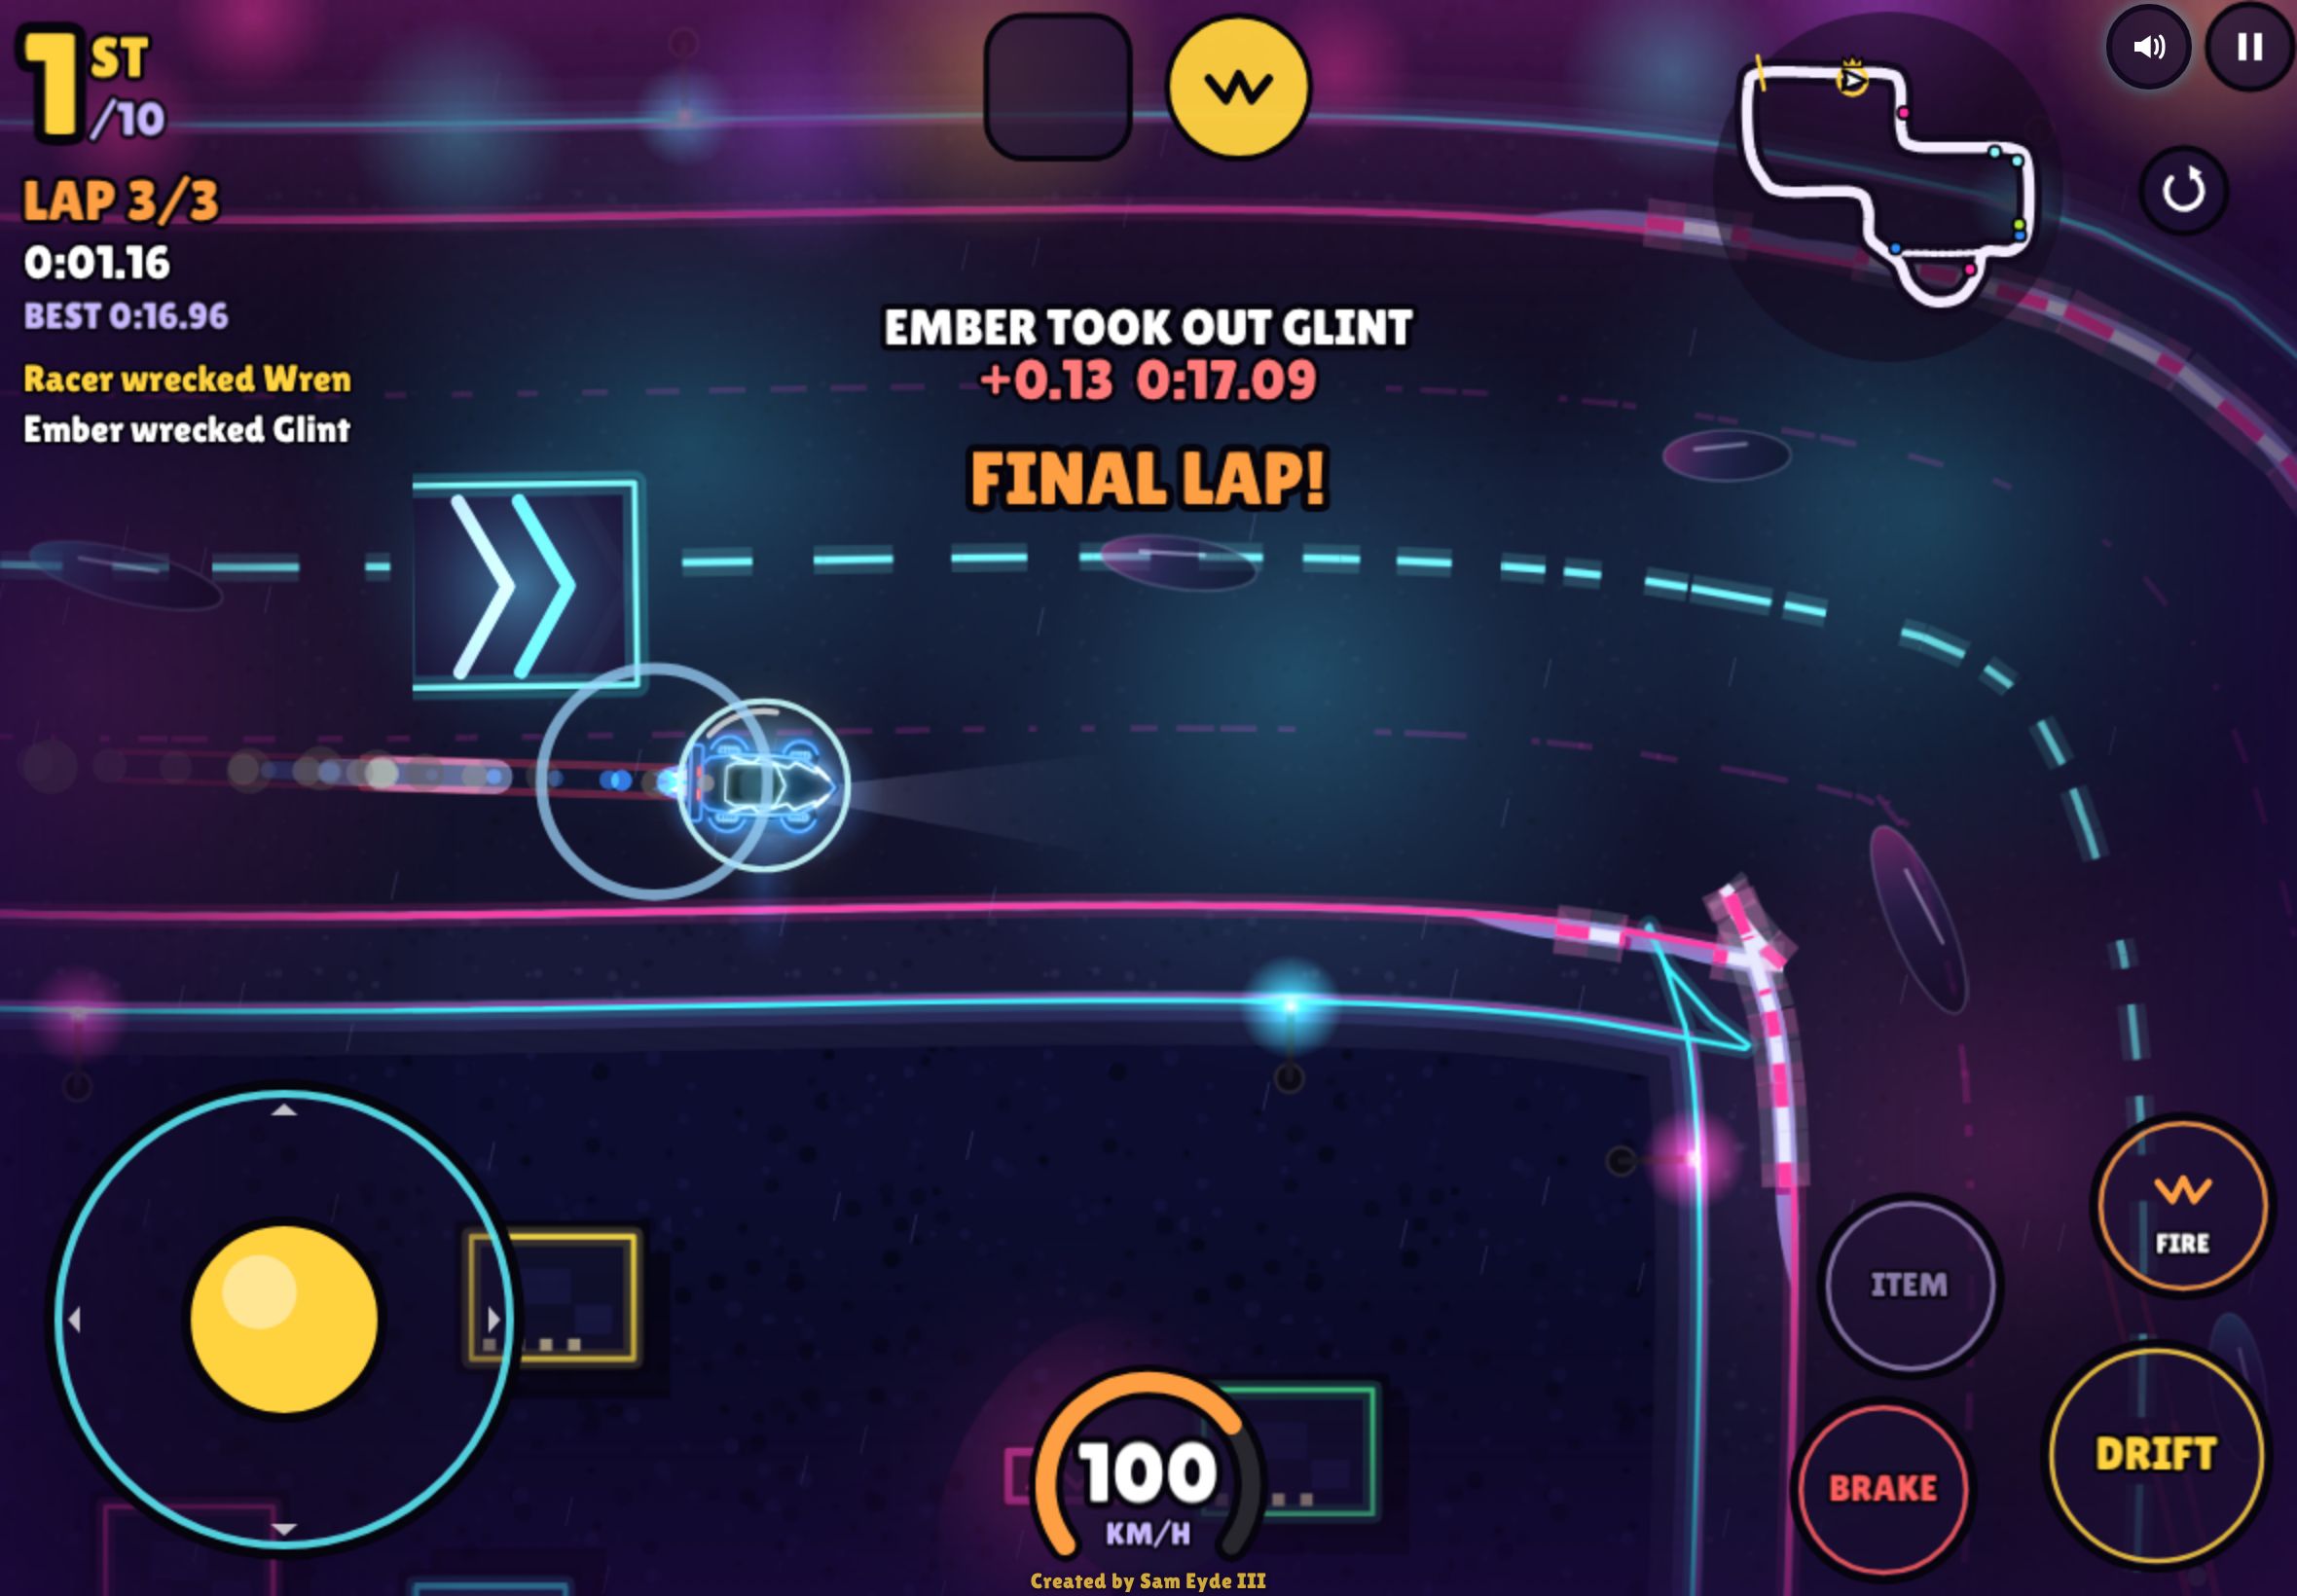 1ST
/10
LAP 3/3
0:01.16
BEST 0:16.96
Racer wrecked Wren
Ember wrecked Glint
EMBER TOOK OUT GLINT
+0.13 0:17.09
FINAL LAP!
FIRE
ITEM
DRIFT
BRAKE
100
KM/H
Created by Sam Eyde III